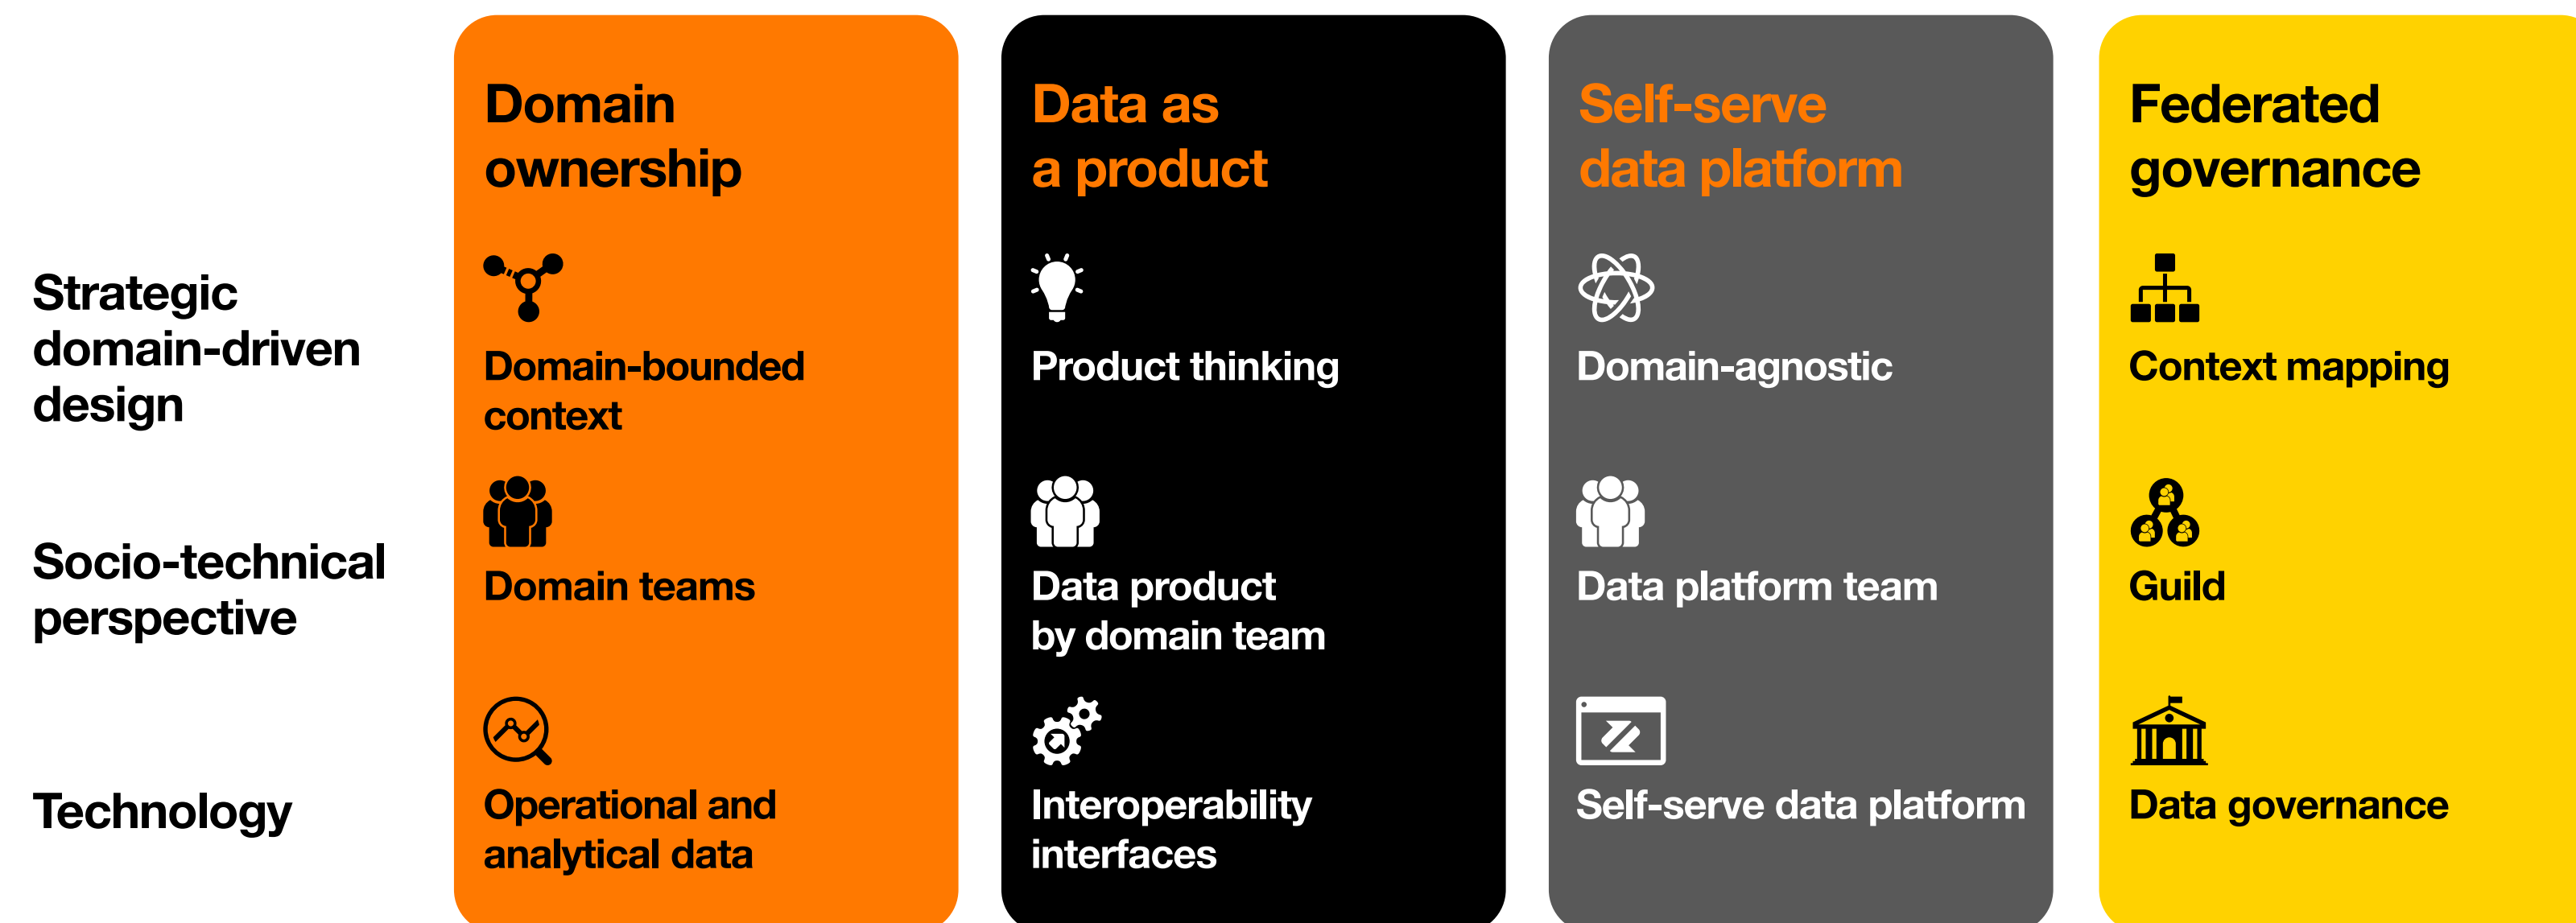 Domain
ownership
Data as
a product
Self-serve
data platform
Federated
governance
Strategic
domain-driven
design
Domain-bounded
context
Product thinking
Domain-agnostic
Context mapping
Socio-technical
perspective
Domain teams
Data product
by domain team
Data platform team
Guild
Technology
Operational and
analytical data
Interoperability
interfaces
Self-serve data platform
Data governance